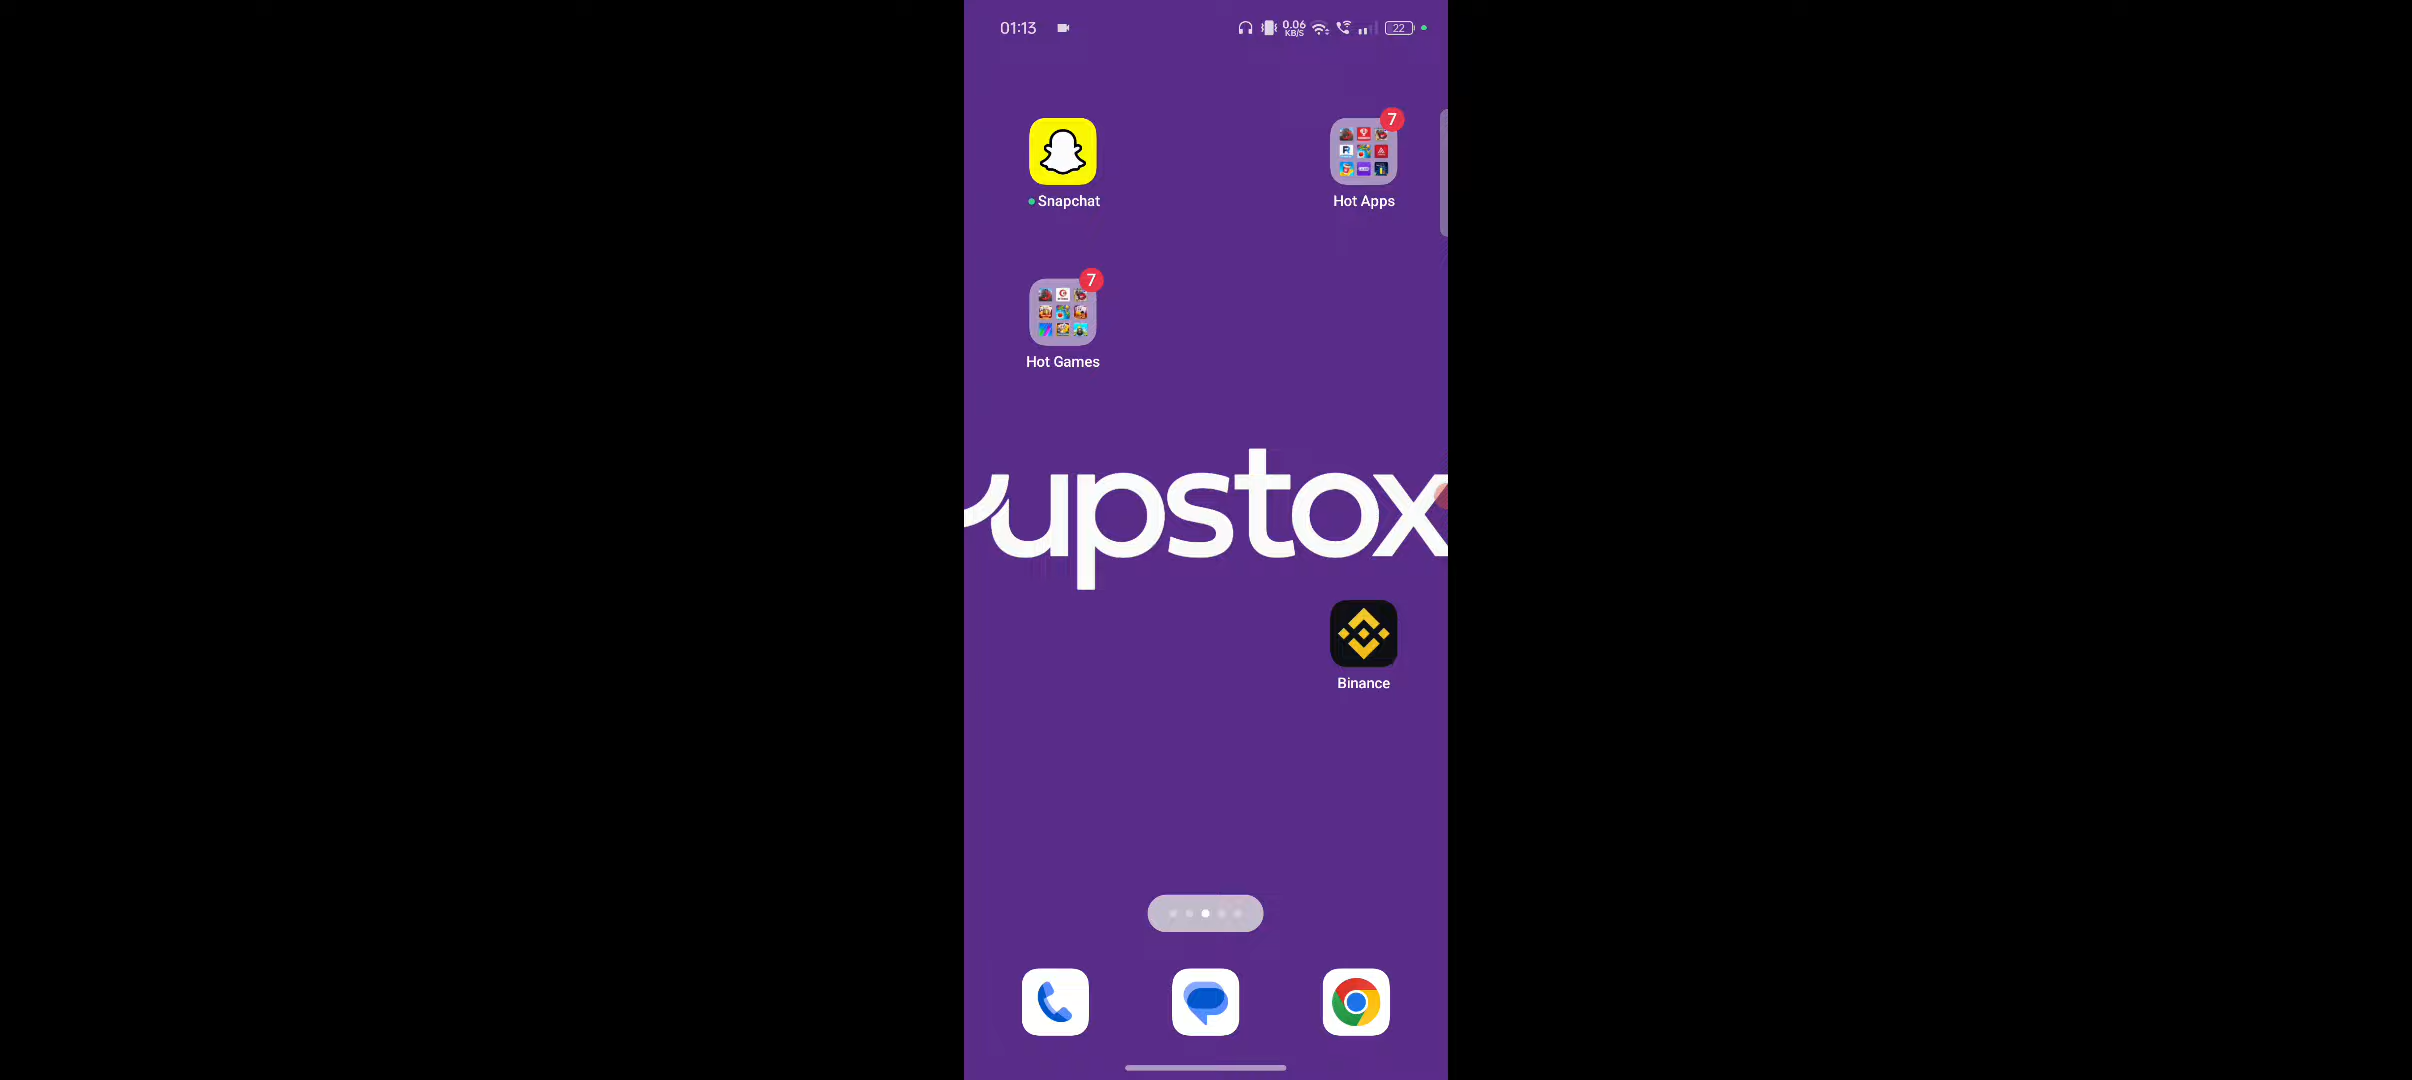 01:13
0.06
KB/S
22
7
Snapchat
Hot Apps
7
Hot Games
upstox
Binance